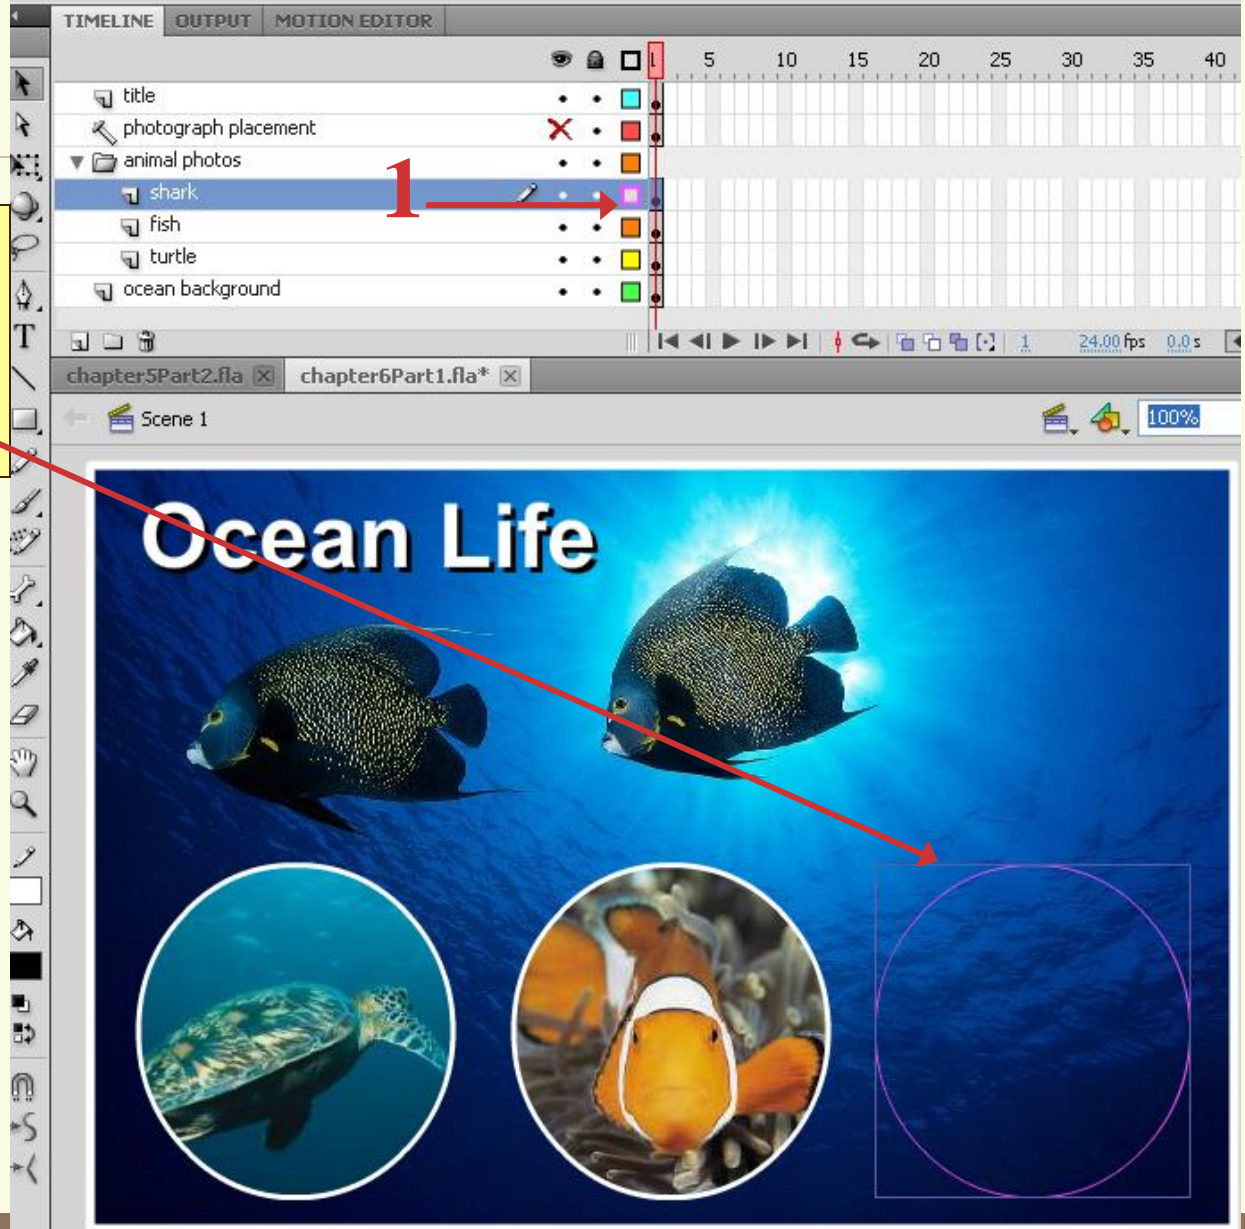 TIMELINE OUTPUT MOTION EDITOR
1 5 10 15 20 25 30 35 40
title
photograph placement
animal photos
shark
1
fish
turtle
ocean background
1 24.00 fps 0.0 s
chapter5Part2.fla chapter6Part1.fla*
Scene 1 100%
Ocean Life